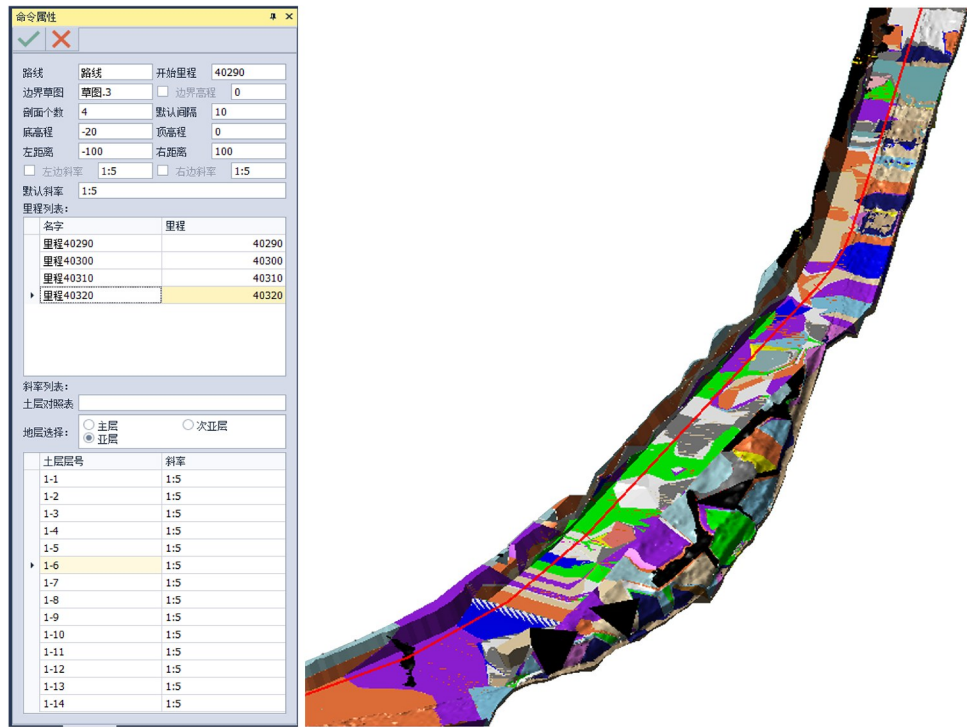 命令属性
路线 路线 开始里程 40290
边界草图 草图.3 边界高程 0
剖面个数 4 默认间隔 10
底高程 -20 顶高程 0
左距离 -100 右距离 100
左边斜率 1:5 右边斜率 1:5
默认斜率 1:5
里程列表:
名字 里程
里程40290 40290
里程40300 40300
里程40310 40310
里程40320 40320
斜率列表:
土层对照表
地层选择: 主层 次亚层
亚层
土层层号 斜率
1-1 1:5
1-2 1:5
1-3 1:5
1-4 1:5
1-5 1:5
1-6 1:5
1-7 1:5
1-8 1:5
1-9 1:5
1-10 1:5
1-11 1:5
1-12 1:5
1-13 1:5
1-14 1:5